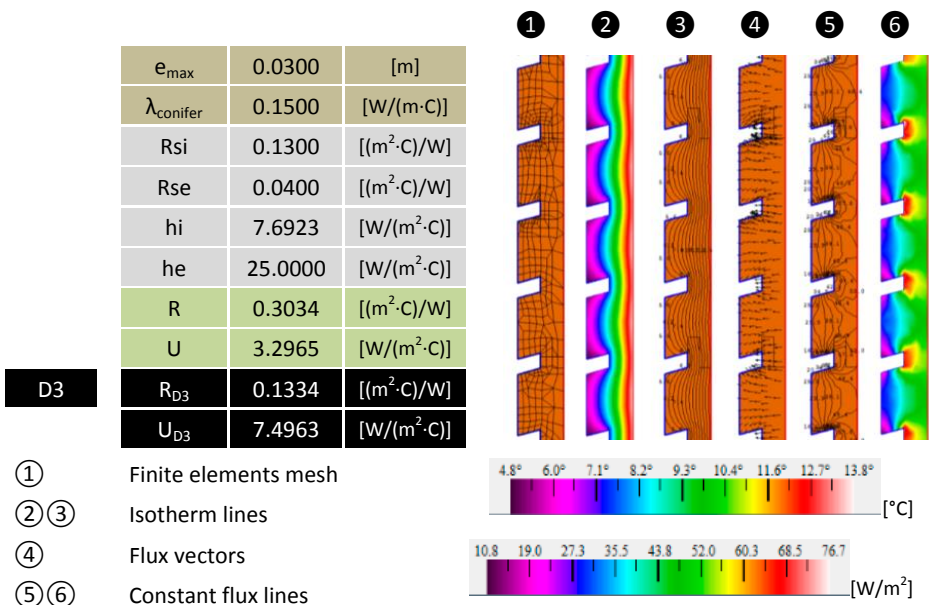 ❶ ❷ ❸ ❹ ❺ ❻
e_max 0.0300 [m]
λ_conifer 0.1500 [W/(m·C)]
Rsi 0.1300 [(m²·C)/W]
Rse 0.0400 [(m²·C)/W]
hi 7.6923 [W/(m²·C)]
he 25.0000 [W/(m²·C)]
R 0.3034 [(m²·C)/W]
U 3.2965 [W/(m²·C)]
D3 R_D3 0.1334 [(m²·C)/W]
U_D3 7.4963 [W/(m²·C)]
① Finite elements mesh
②③ Isotherm lines
④ Flux vectors
⑤⑥ Constant flux lines
4.8° 6.0° 7.1° 8.2° 9.3° 10.4° 11.6° 12.7° 13.8°
[°C]
10.8 19.0 27.3 35.5 43.8 52.0 60.3 68.5 76.7
[W/m²]